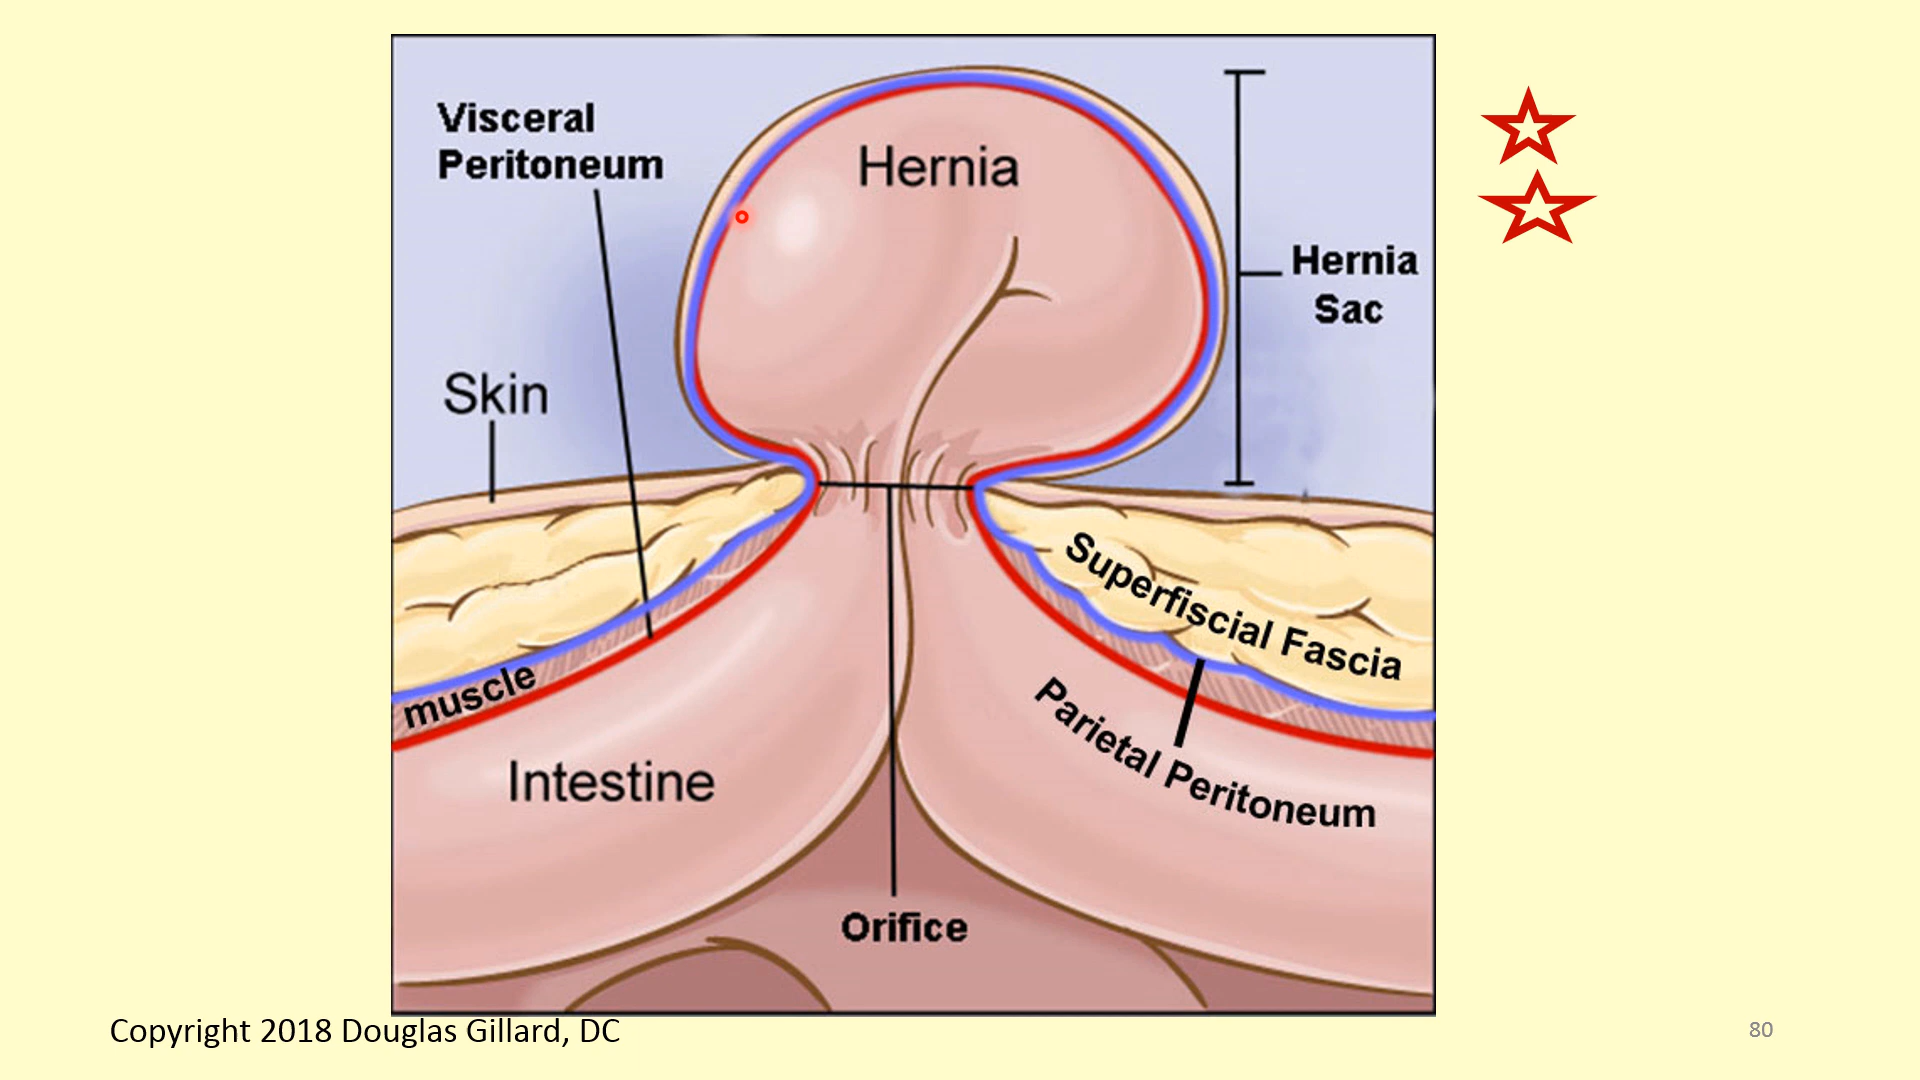 Visceral
Peritoneum
Hernia
Hernia
Sac
Skin
Superfiscial Fascia
muscle
Parietal Peritoneum
Intestine
Orifice
Copyright 2018 Douglas Gillard, DC
80